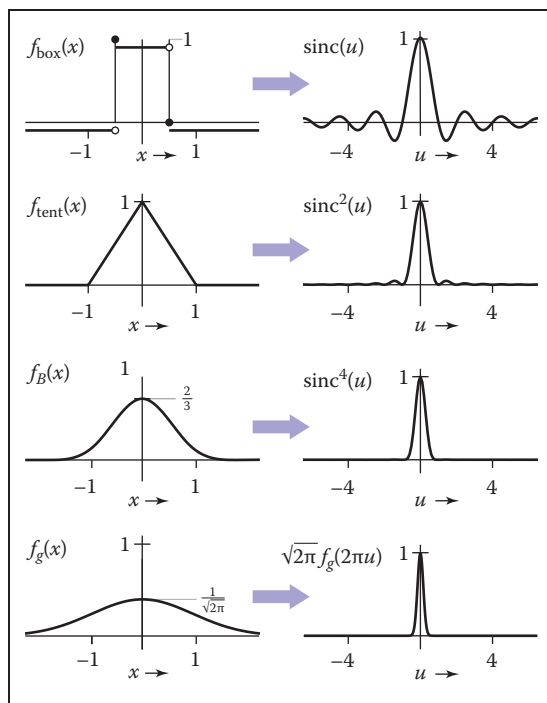 f_box(x) 1 sinc(u) 1
−1 x → 1 −4 u → 4
f_tent(x) 1 sinc²(u) 1
−1 x → 1 −4 u → 4
f_B(x) 1 2/3 sinc⁴(u) 1
−1 x → 1 −4 u → 4
f_g(x) 1 1/√2π √2π f_g(2πu) 1
−1 x → 1 −4 u → 4